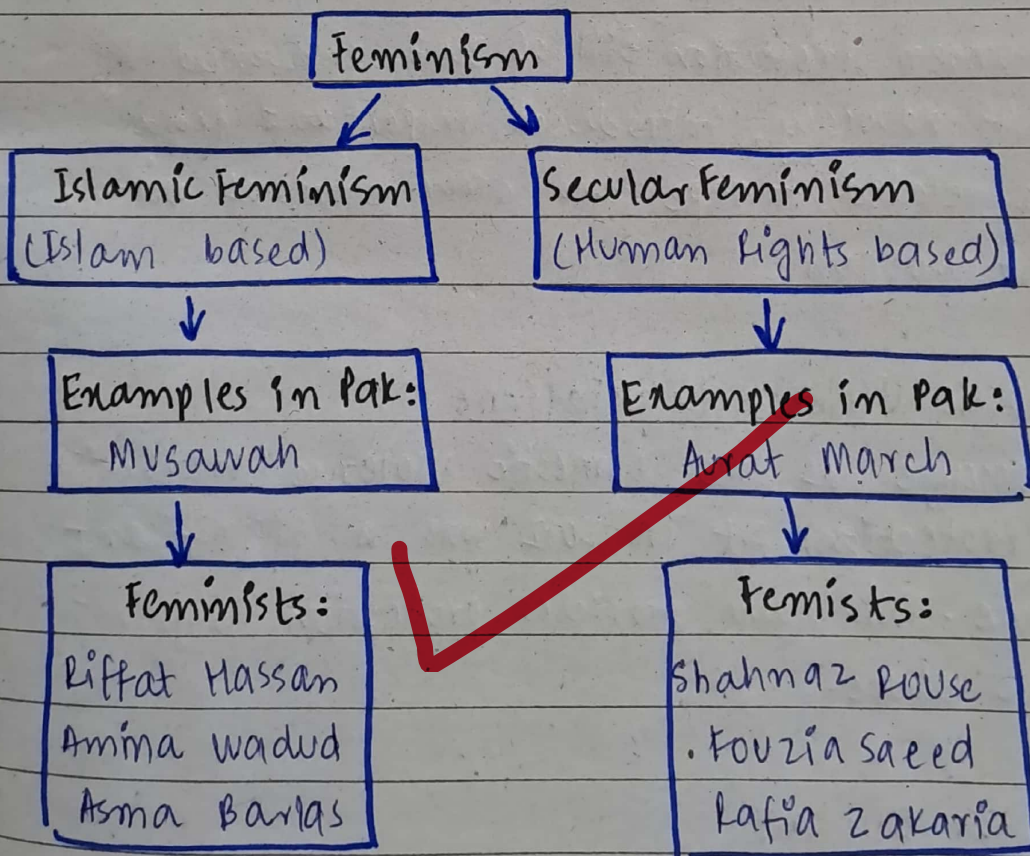 Feminism
Islamic Feminism
(Islam based)
Secular Feminism
(Human Rights based)
Examples in Pak:
Musawah
Examples in Pak:
Aurat March
Feminists:
Riffat Hassan
Amina Wadud
Asma Barlas
Femists:
Shahnaz Rouse
. Fouzia Saeed
Rafia Zakaria